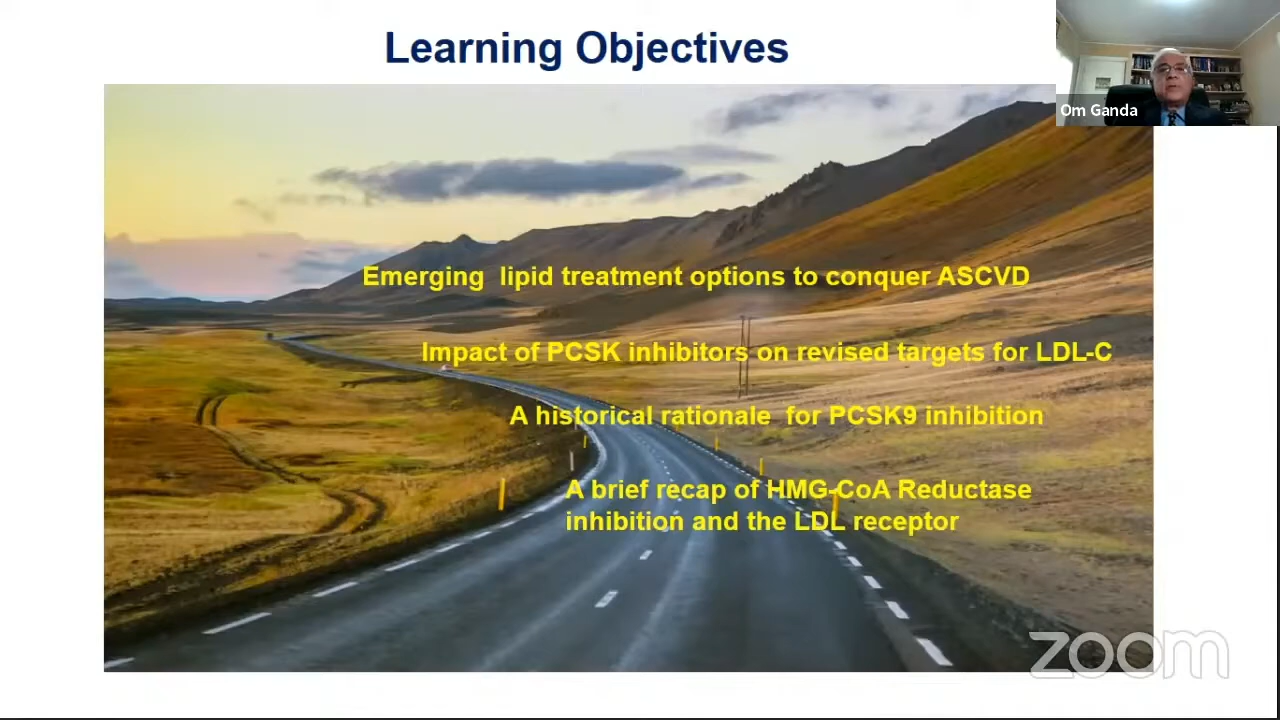 Learning Objectives
Om Ganda
Emerging lipid treatment options to conquer ASCVD
Impact of PCSK inhibitors on revised targets for LDL-C
A historical rationale for PCSK9 inhibition
A brief recap of HMG-CoA Reductase
inhibition and the LDL receptor
zoom